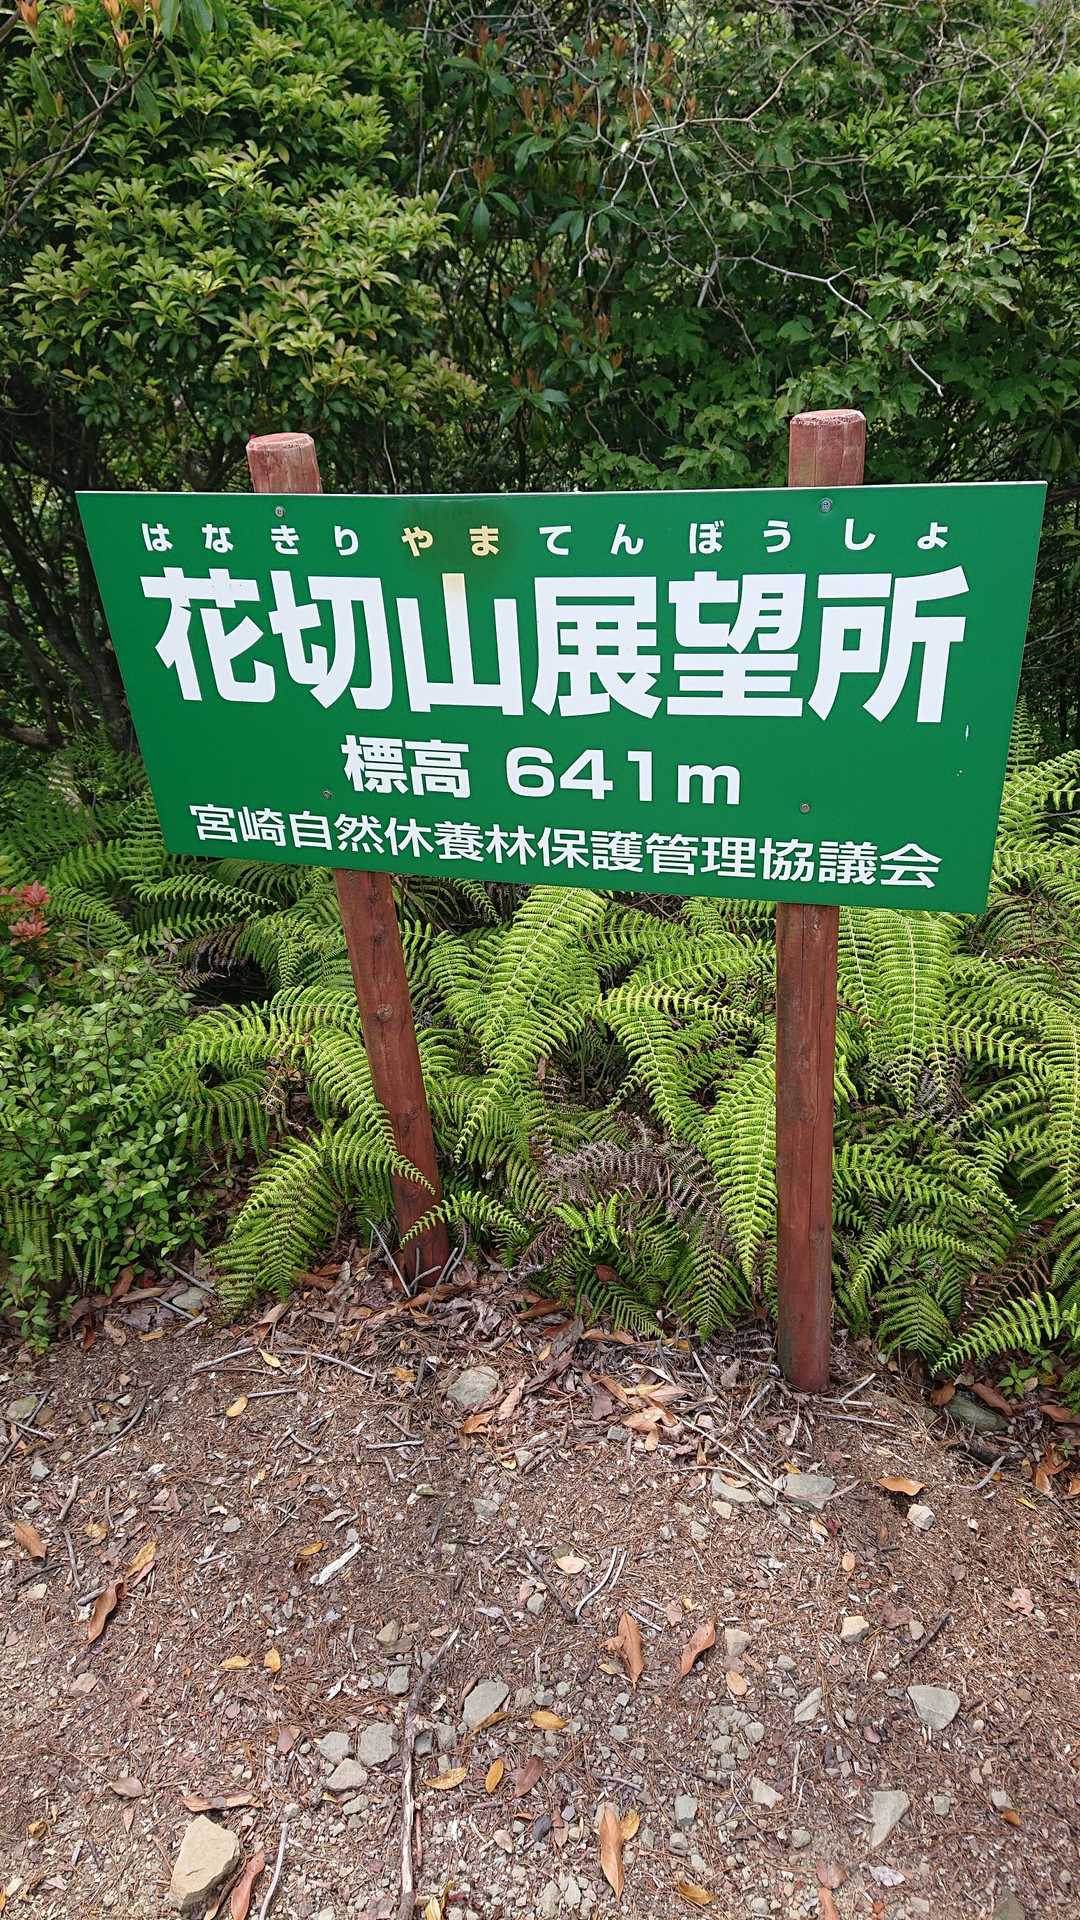 はなきりやまてんぼうしょ
花切山展望所
標高 641m
宮崎自然休養林保護管理協議会